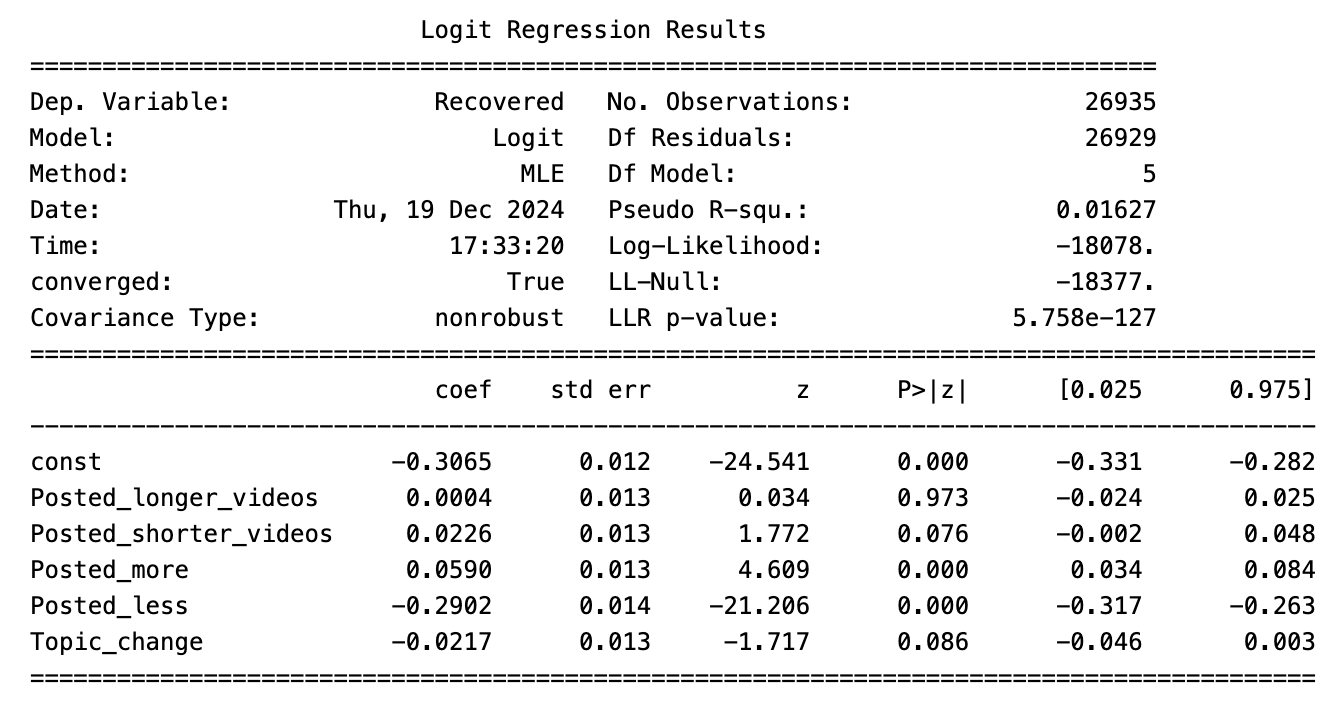 Logit Regression Results
==============================================================================
Dep. Variable: Recovered No. Observations: 26935
Model: Logit Df Residuals: 26929
Method: MLE Df Model: 5
Date: Thu, 19 Dec 2024 Pseudo R-squ.: 0.01627
Time: 17:33:20 Log-Likelihood: -18078.
converged: True LL-Null: -18377.
Covariance Type: nonrobust LLR p-value: 5.758e-127
=========================================================================================
coef std err z P>|z| [0.025 0.975]
-----------------------------------------------------------------------------------------
const -0.3065 0.012 -24.541 0.000 -0.331 -0.282
Posted_longer_videos 0.0004 0.013 0.034 0.973 -0.024 0.025
Posted_shorter_videos 0.0226 0.013 1.772 0.076 -0.002 0.048
Posted_more 0.0590 0.013 4.609 0.000 0.034 0.084
Posted_less -0.2902 0.014 -21.206 0.000 -0.317 -0.263
Topic_change -0.0217 0.013 -1.717 0.086 -0.046 0.003
=========================================================================================